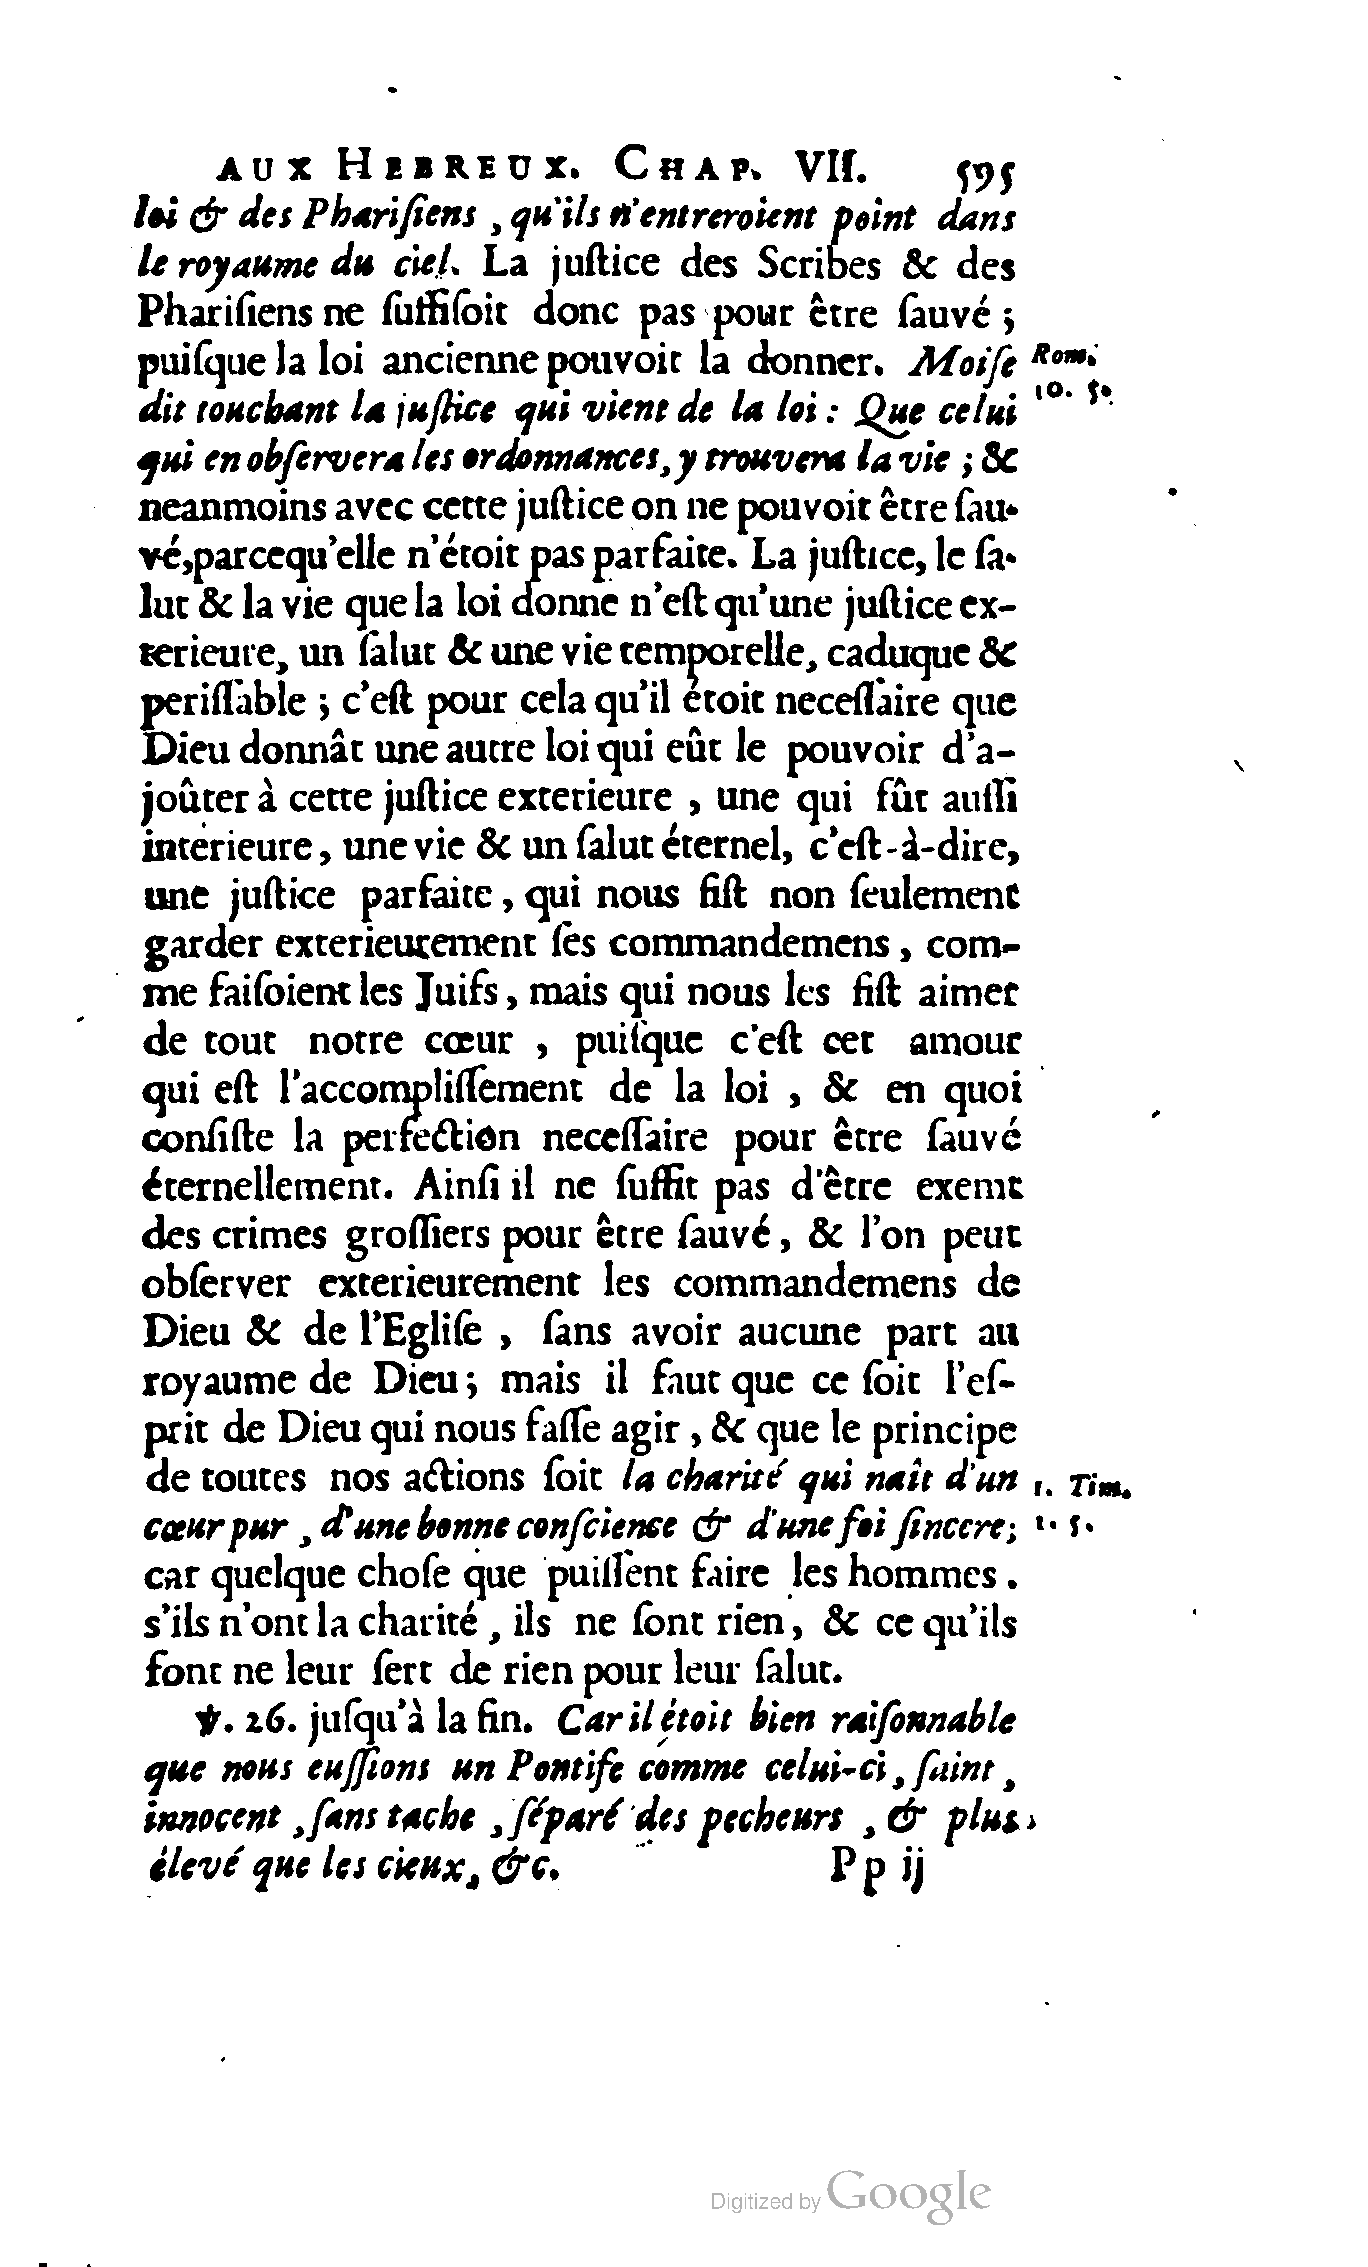 AUX HEBREUX. CHAP. VII. 595
loi & des Phariſiens, qu'ils n'entreroient point dans
le royaume du ciel. La juſtice des Scribes & des
Phariſiens ne ſuffiſoit donc pas pour être ſauvé ;
puiſque la loi ancienne pouvoit la donner. Moiſe
Rom.
dit touchant la juſtice qui vient de la loi : Que celui
10. 5.
qui en obſervera les ordonnances, y trouvera la vie ; &
neanmoins avec cette juſtice on ne pouvoit être ſau-
vé, parcequ'elle n'étoit pas parfaite. La juſtice, le ſa-
lut & la vie que la loi donne n'eſt qu'une juſtice ex-
terieure, un ſalut & une vie temporelle, caduque &
periſſable ; c'eſt pour cela qu'il étoit neceſſaire que
Dieu donnât une autre loi qui eût le pouvoir d'a-
joûter à cette juſtice exterieure , une qui fût auſſi
interieure, une vie & un ſalut éternel, c'eſt-à-dire,
une juſtice parfaite, qui nous fiſt non ſeulement
garder exterieurement ſes commandemens, com-
me faiſoient les Juifs, mais qui nous les fiſt aimer
de tout notre cœur , puiſque c'eſt cet amour
qui eſt l'accompliſſement de la loi , & en quoi
conſiſte la perfection neceſſaire pour être ſauvé
éternellement. Ainſi il ne ſuffit pas d'être exemt
des crimes groſſiers pour être ſauvé, & l'on peut
obſerver exterieurement les commandemens de
Dieu & de l'Egliſe , ſans avoir aucune part au
royaume de Dieu; mais il faut que ce ſoit l'eſ-
prit de Dieu qui nous faſſe agir, & que le principe
de toutes nos actions ſoit la charité qui naît d'un
1. Tim.
cœur pur, d'une bonne conſcience & d'une foi ſincere;
1. 5.
car quelque choſe que puiſſent faire les hommes.
s'ils n'ont la charité, ils ne ſont rien, & ce qu'ils
font ne leur ſert de rien pour leur ſalut.
℣. 26. juſqu'à la fin. Car il étoit bien raiſonnable
que nous euſſions un Pontife comme celui-ci, ſaint,
innocent, ſans tache, ſéparé des pecheurs, & plus
élevé que les cieux, &c. Pp ij
Digitized by Google